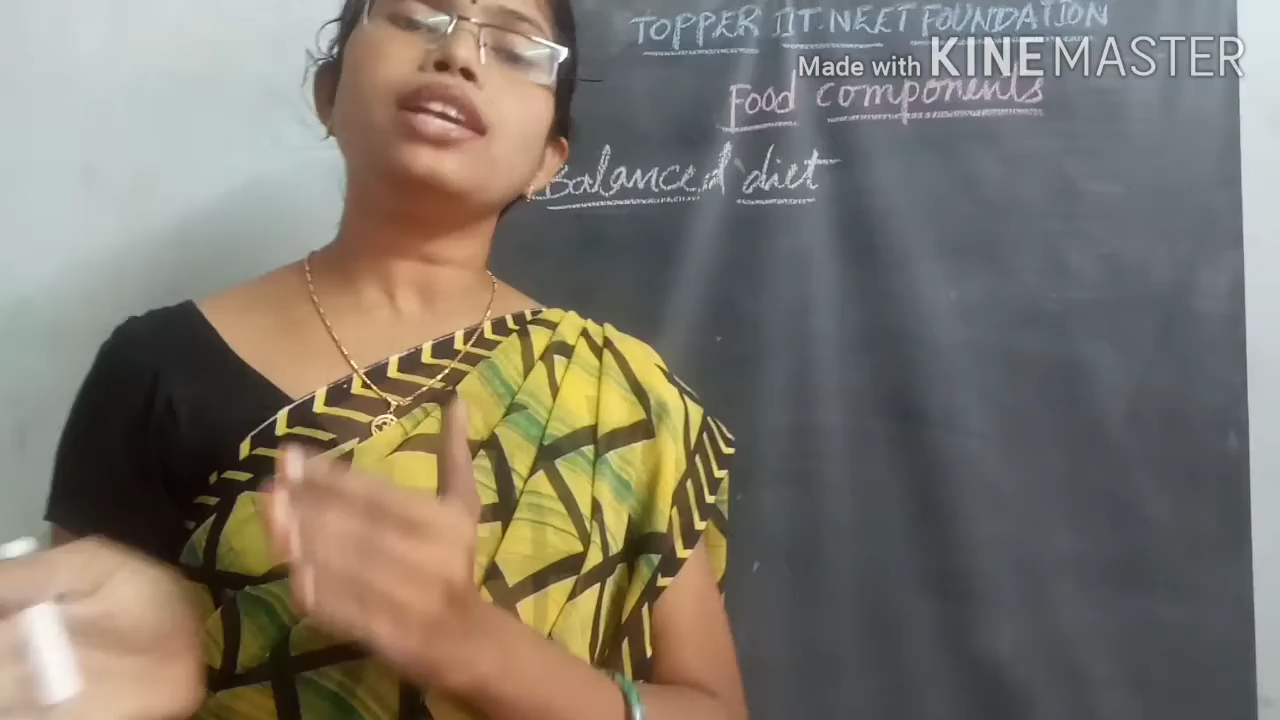 TOPPER IIT.NEET FOUNDATION
Made with KINEMASTER
Food components
Balanced diet